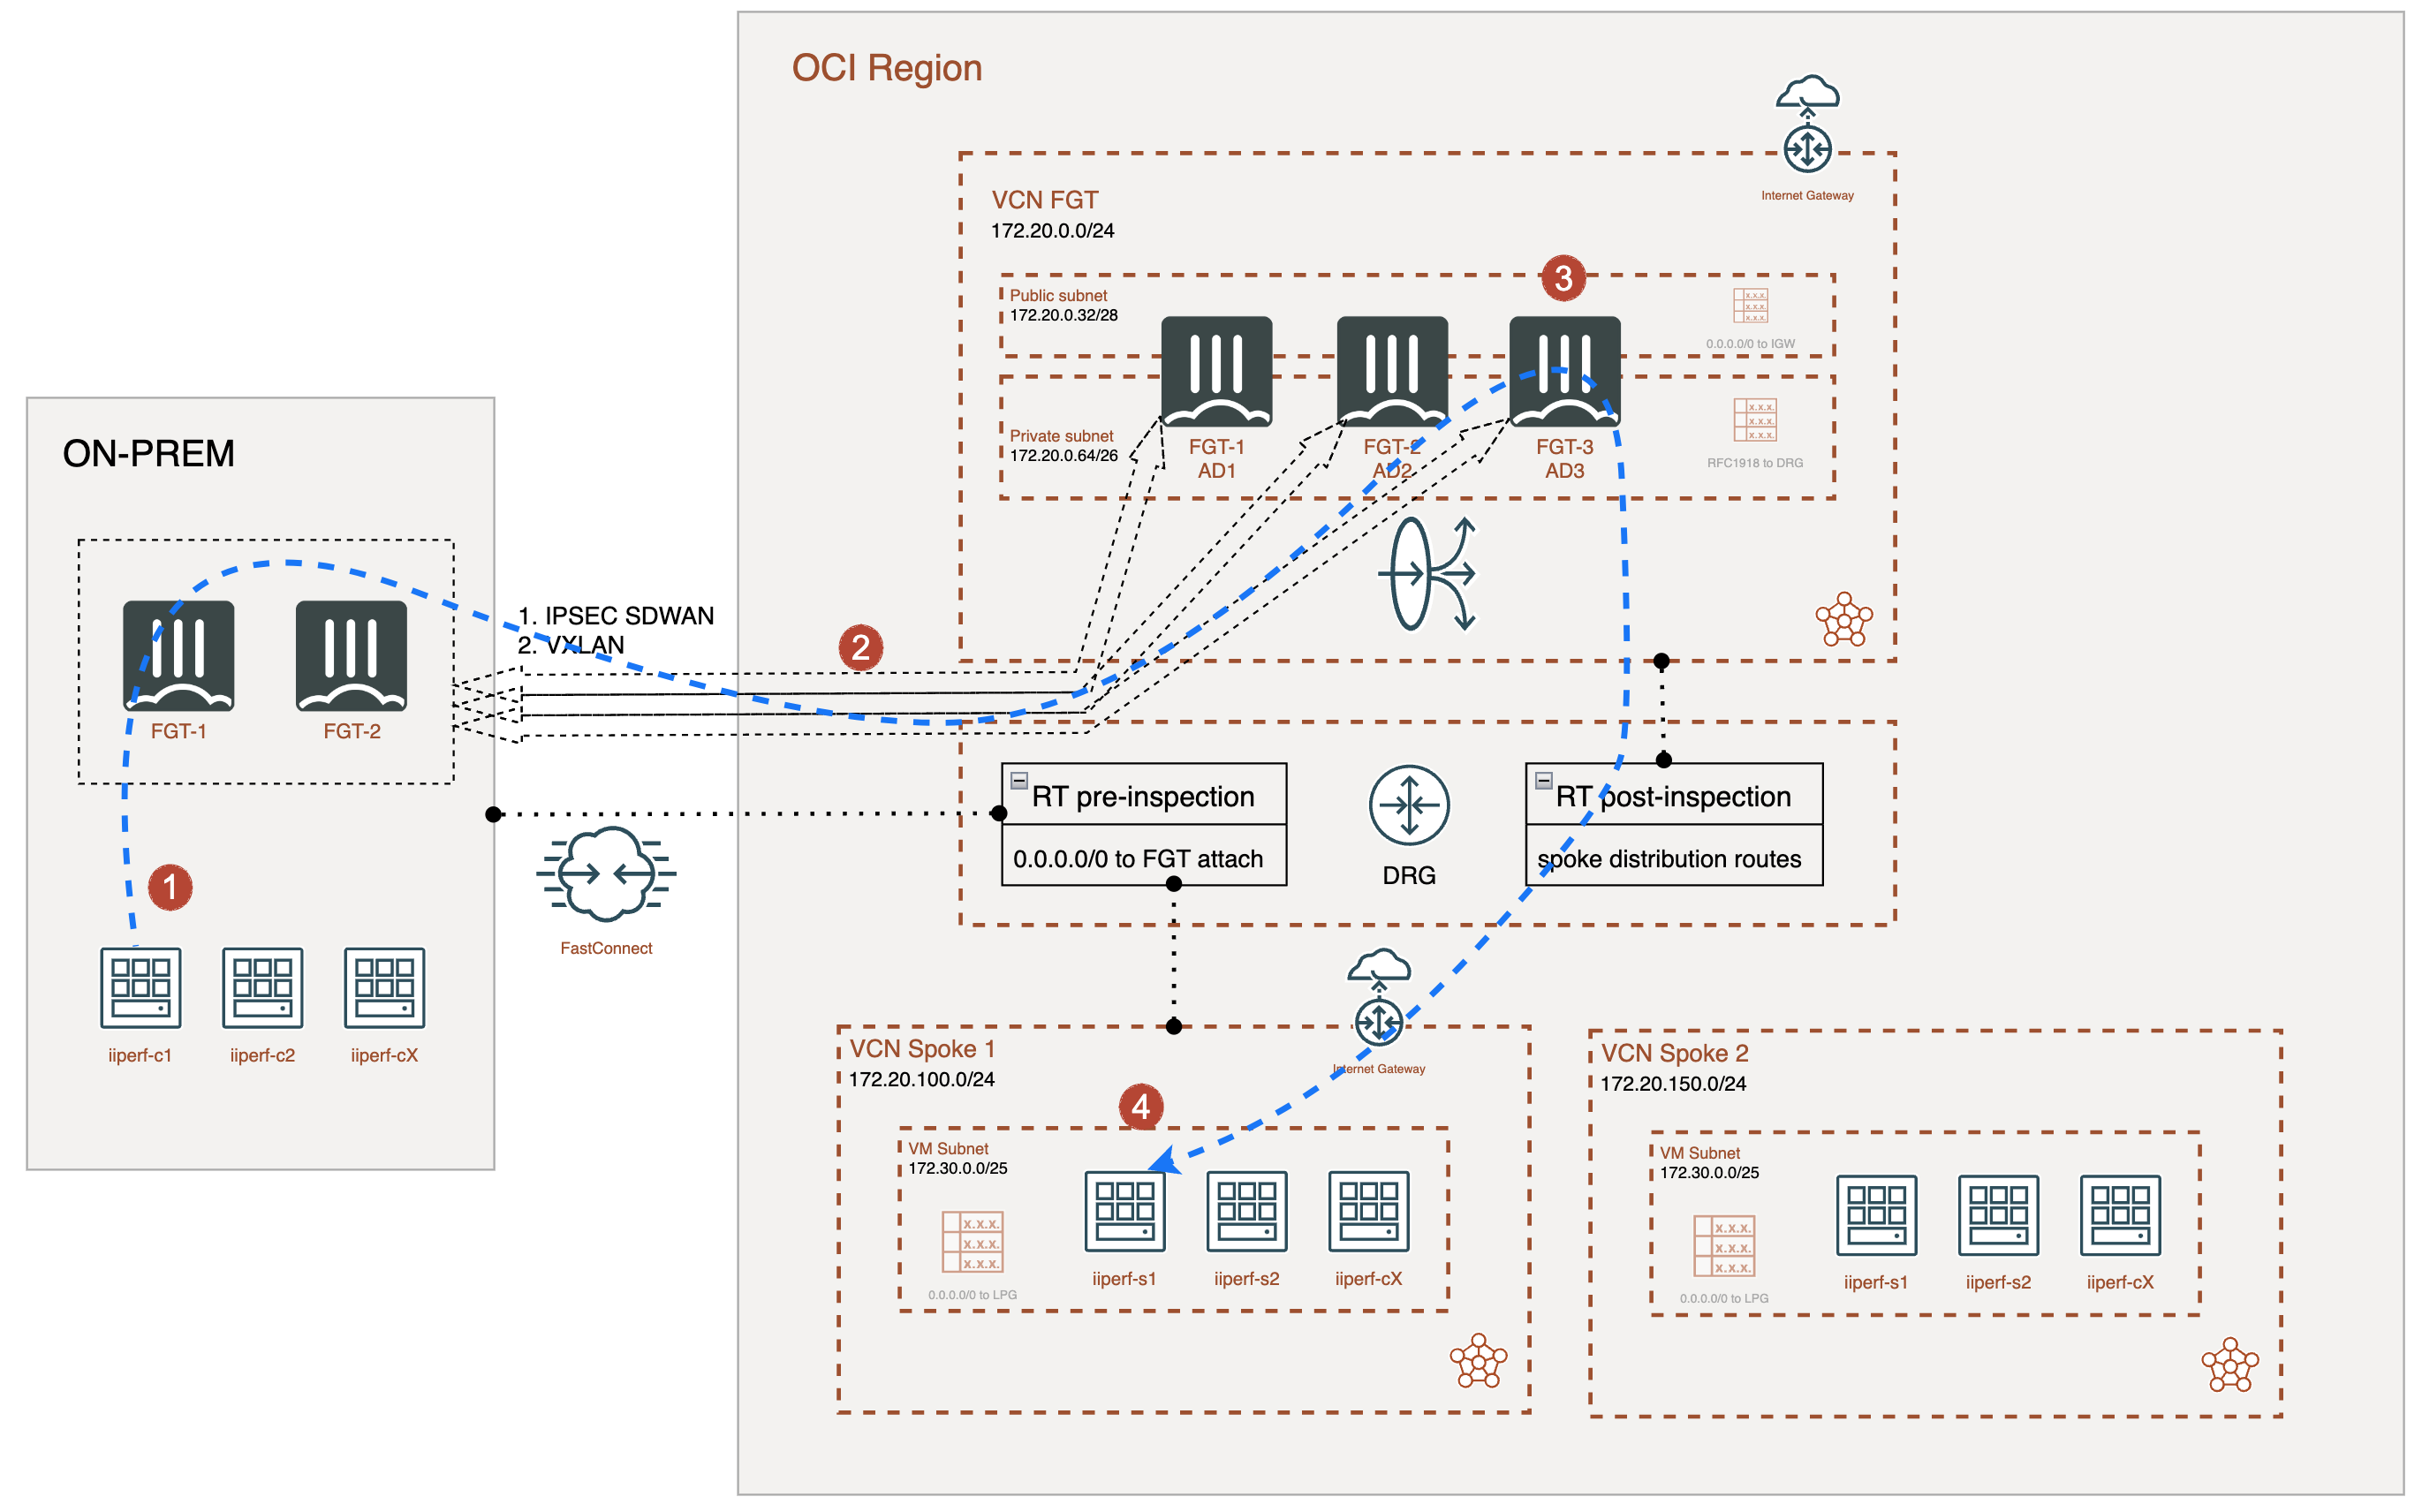 OCI Region
Internet Gateway
VCN FGT
172.20.0.0/24
3
Public subnet
172.20.0.32/28
x.x.x.
x.x.x.
x.x.x.
0.0.0.0/0 to IGW
Private subnet
172.20.0.64/26
x.x.x.
x.x.x.
x.x.x.
RFC1918 to DRG
FGT-1
AD1
FGT-2
AD2
FGT-3
AD3
ON-PREM
1. IPSEC SDWAN
2. VXLAN
2
FGT-1
FGT-2
1
iiperf-c1
iiperf-c2
iiperf-cX
FastConnect
RT pre-inspection
0.0.0.0/0 to FGT attach
DRG
RT post-inspection
spoke distribution routes
Internet Gateway
VCN Spoke 1
172.20.100.0/24
4
VM Subnet
172.30.0.0/25
x.x.x.
x.x.x.
x.x.x.
0.0.0.0/0 to LPG
iiperf-s1
iiperf-s2
iiperf-cX
VCN Spoke 2
172.20.150.0/24
VM Subnet
172.30.0.0/25
x.x.x.
x.x.x.
x.x.x.
0.0.0.0/0 to LPG
iiperf-s1
iiperf-s2
iiperf-cX